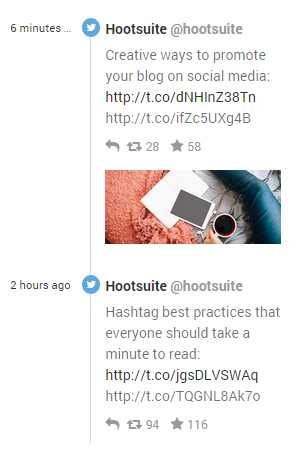 6 minutes ... Hootsuite @hootsuite
Creative ways to promote
your blog on social media:
http://t.co/dNHInZ38Tn
http://t.co/ifZc5UXg4B
28 58
2 hours ago Hootsuite @hootsuite
Hashtag best practices that
everyone should take a
minute to read:
http://t.co/jgsDLVSWAq
http://t.co/TQGNL8Ak7o
94 116